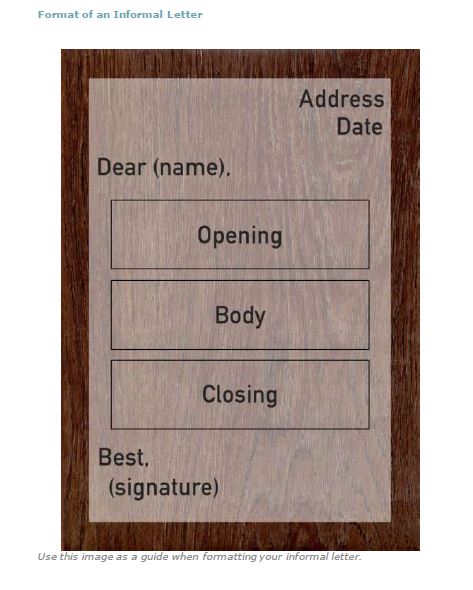 Format of an Informal Letter
Address
Date
Dear (name),
Opening
Body
Closing
Best,
(signature)
Use this image as a guide when formatting your informal letter.